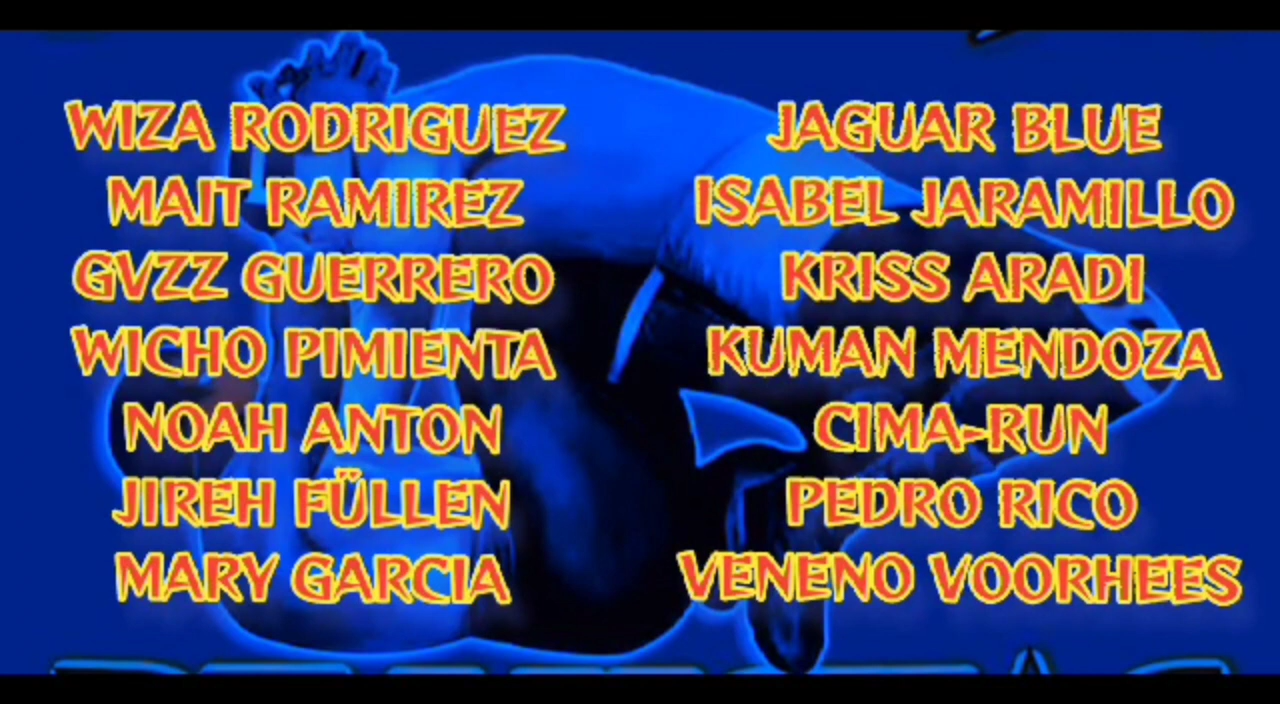 WIZA RODRIGUEZ
MAIT RAMIREZ
GVZZ GUERRERO
WICHO PIMIENTA
NOAH ANTON
JIREH FÜLLEN
MARY GARCIA
JAGUAR BLUE
ISABEL JARAMILLO
KRISS ARADI
KUMAN MENDOZA
CIMA-RUN
PEDRO RICO
VENENO VOORHEES